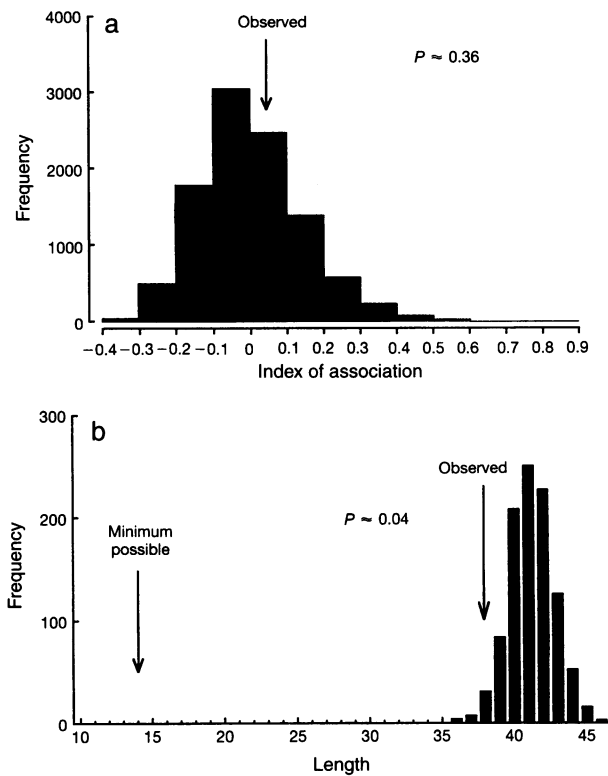 a
Observed
P ≈ 0.36
Frequency
4000
3000
2000
1000
0
−0.4 −0.3 −0.2 −0.1 0 0.1 0.2 0.3 0.4 0.5 0.6 0.7 0.8 0.9
Index of association
b
Observed
P ≈ 0.04
Minimum
possible
Frequency
300
200
100
0
10 15 20 25 30 35 40 45
Length